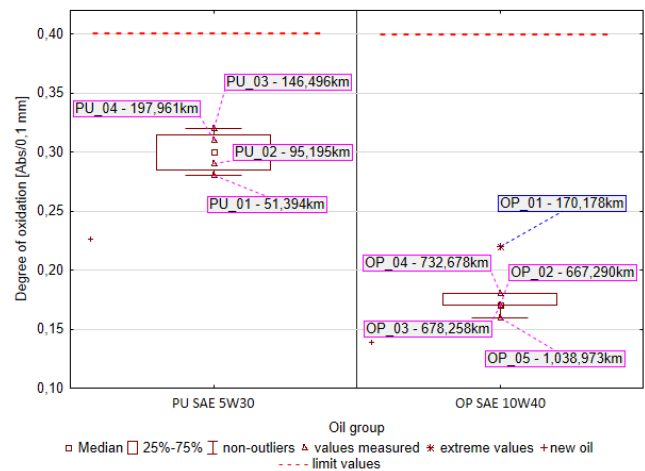 0,40
0,35
0,30
0,25
0,20
0,15
0,10
Degree of oxidation [Abs/0,1 mm]
PU_03 - 146,496km
PU_04 - 197,961km
PU_02 - 95,195km
PU_01 - 51,394km
OP_01 - 170,178km
OP_04 - 732,678km
OP_02 - 667,290km
OP_03 - 678,258km
OP_05 - 1,038,973km
PU SAE 5W30 OP SAE 10W40
Oil group
Median 25%-75% non-outliers values measured extreme values new oil
limit values